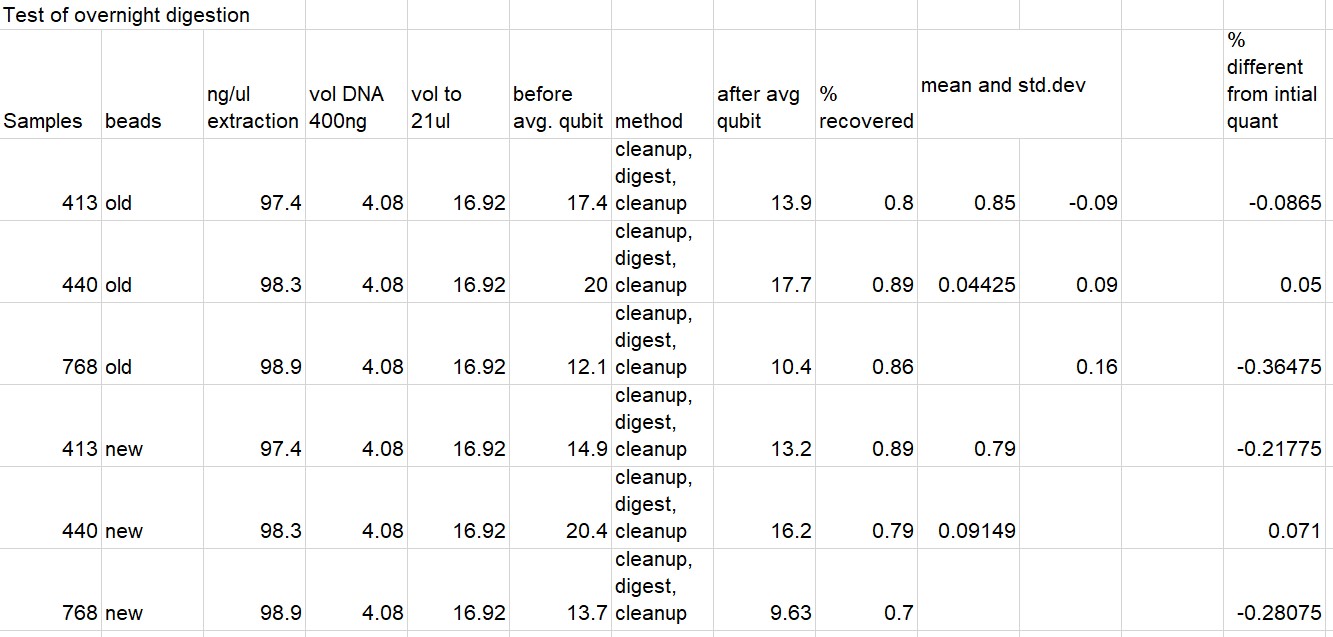 Test of overnight digestion
Samples beads ng/ul extraction vol DNA 400ng vol to 21ul before avg. qubit method after avg qubit % recovered mean and std.dev % different from intial quant
413 old 97.4 4.08 16.92 17.4 cleanup, digest, cleanup 13.9 0.8 0.85 -0.09 -0.0865
440 old 98.3 4.08 16.92 20 cleanup, digest, cleanup 17.7 0.89 0.04425 0.09 0.05
768 old 98.9 4.08 16.92 12.1 cleanup, digest, cleanup 10.4 0.86 0.16 -0.36475
413 new 97.4 4.08 16.92 14.9 cleanup, digest, cleanup 13.2 0.89 0.79 -0.21775
440 new 98.3 4.08 16.92 20.4 cleanup, digest, cleanup 16.2 0.79 0.09149 0.071
768 new 98.9 4.08 16.92 13.7 cleanup, digest, cleanup 9.63 0.7 -0.28075